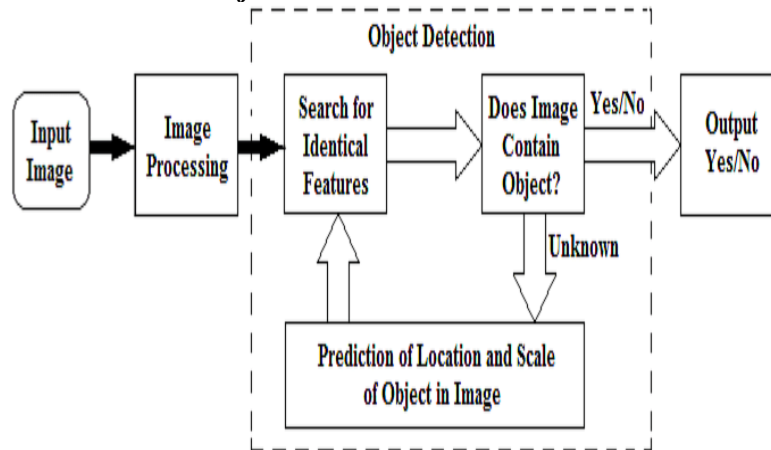 Object Detection
Input
Image
Image
Processing
Search for
Identical
Features
Does Image
Contain
Object?
Yes/No
Output
Yes/No
Unknown
Prediction of Location and Scale
of Object in Image